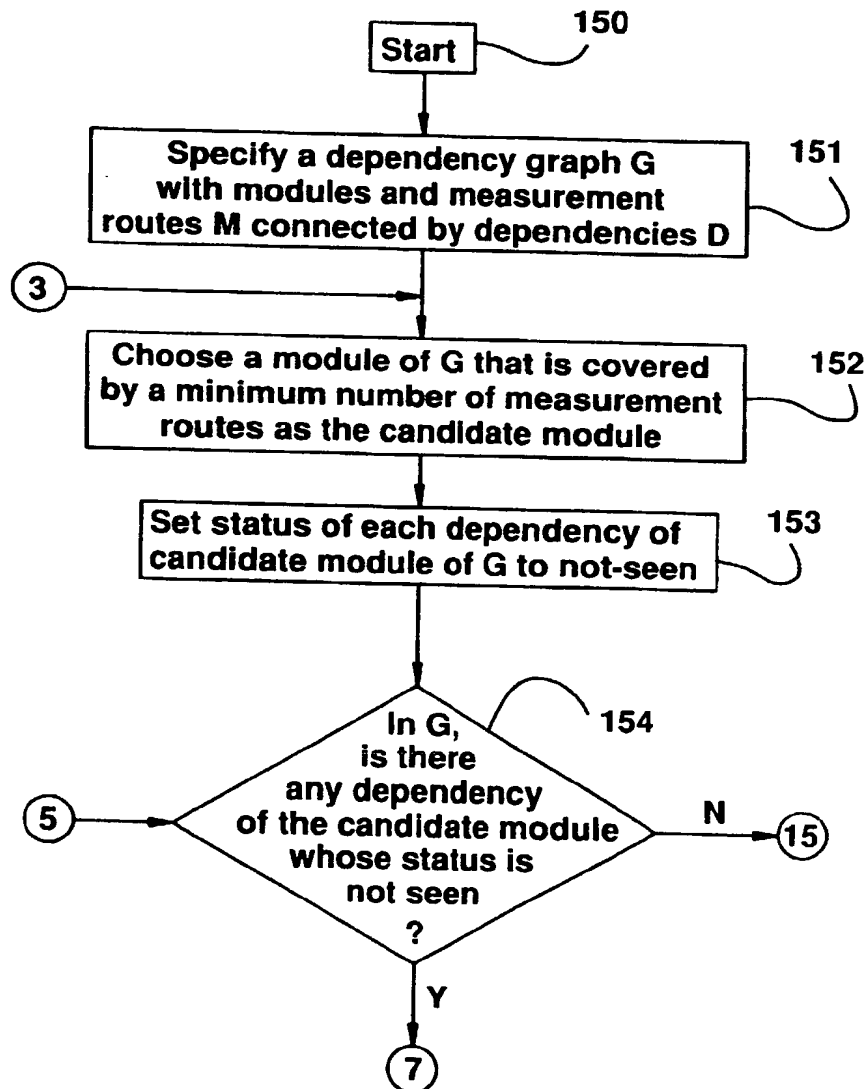 150
Start
151
Specify a dependency graph G
with modules and measurement
routes M connected by dependencies D
3
Choose a module of G that is covered
by a minimum number of measurement
routes as the candidate module
152
Set status of each dependency of
candidate module of G to not-seen
153
154
In G,
is there
any dependency
of the candidate module
whose status is
not seen
?
5
N
15
Y
7